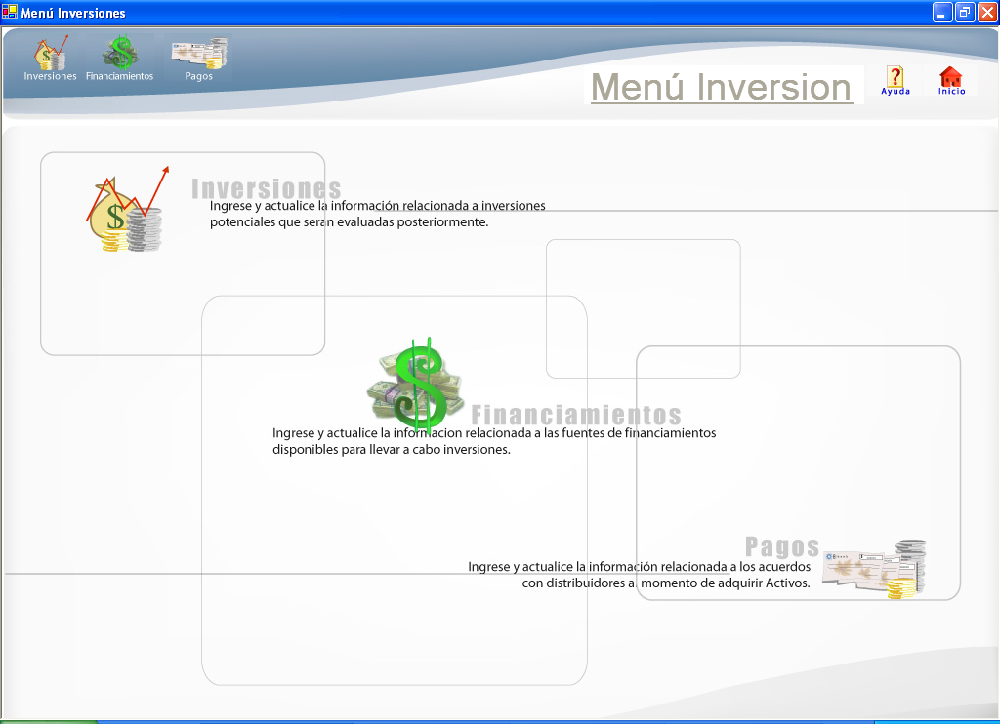 Menú Inversiones
Inversiones
Financiamientos
Pagos
Menú Inversion
Ayuda
Inicio
Inversiones
Ingrese y actualice la información relacionada a inversiones
potenciales que seran evaluadas posteriormente.
Financiamientos
Ingrese y actualice la informacion relacionada a las fuentes de financiamientos
disponibles para llevar a cabo inversiones.
Pagos
Ingrese y actualice la información relacionada a los acuerdos
con distribuidores al momento de adquirir Activos.